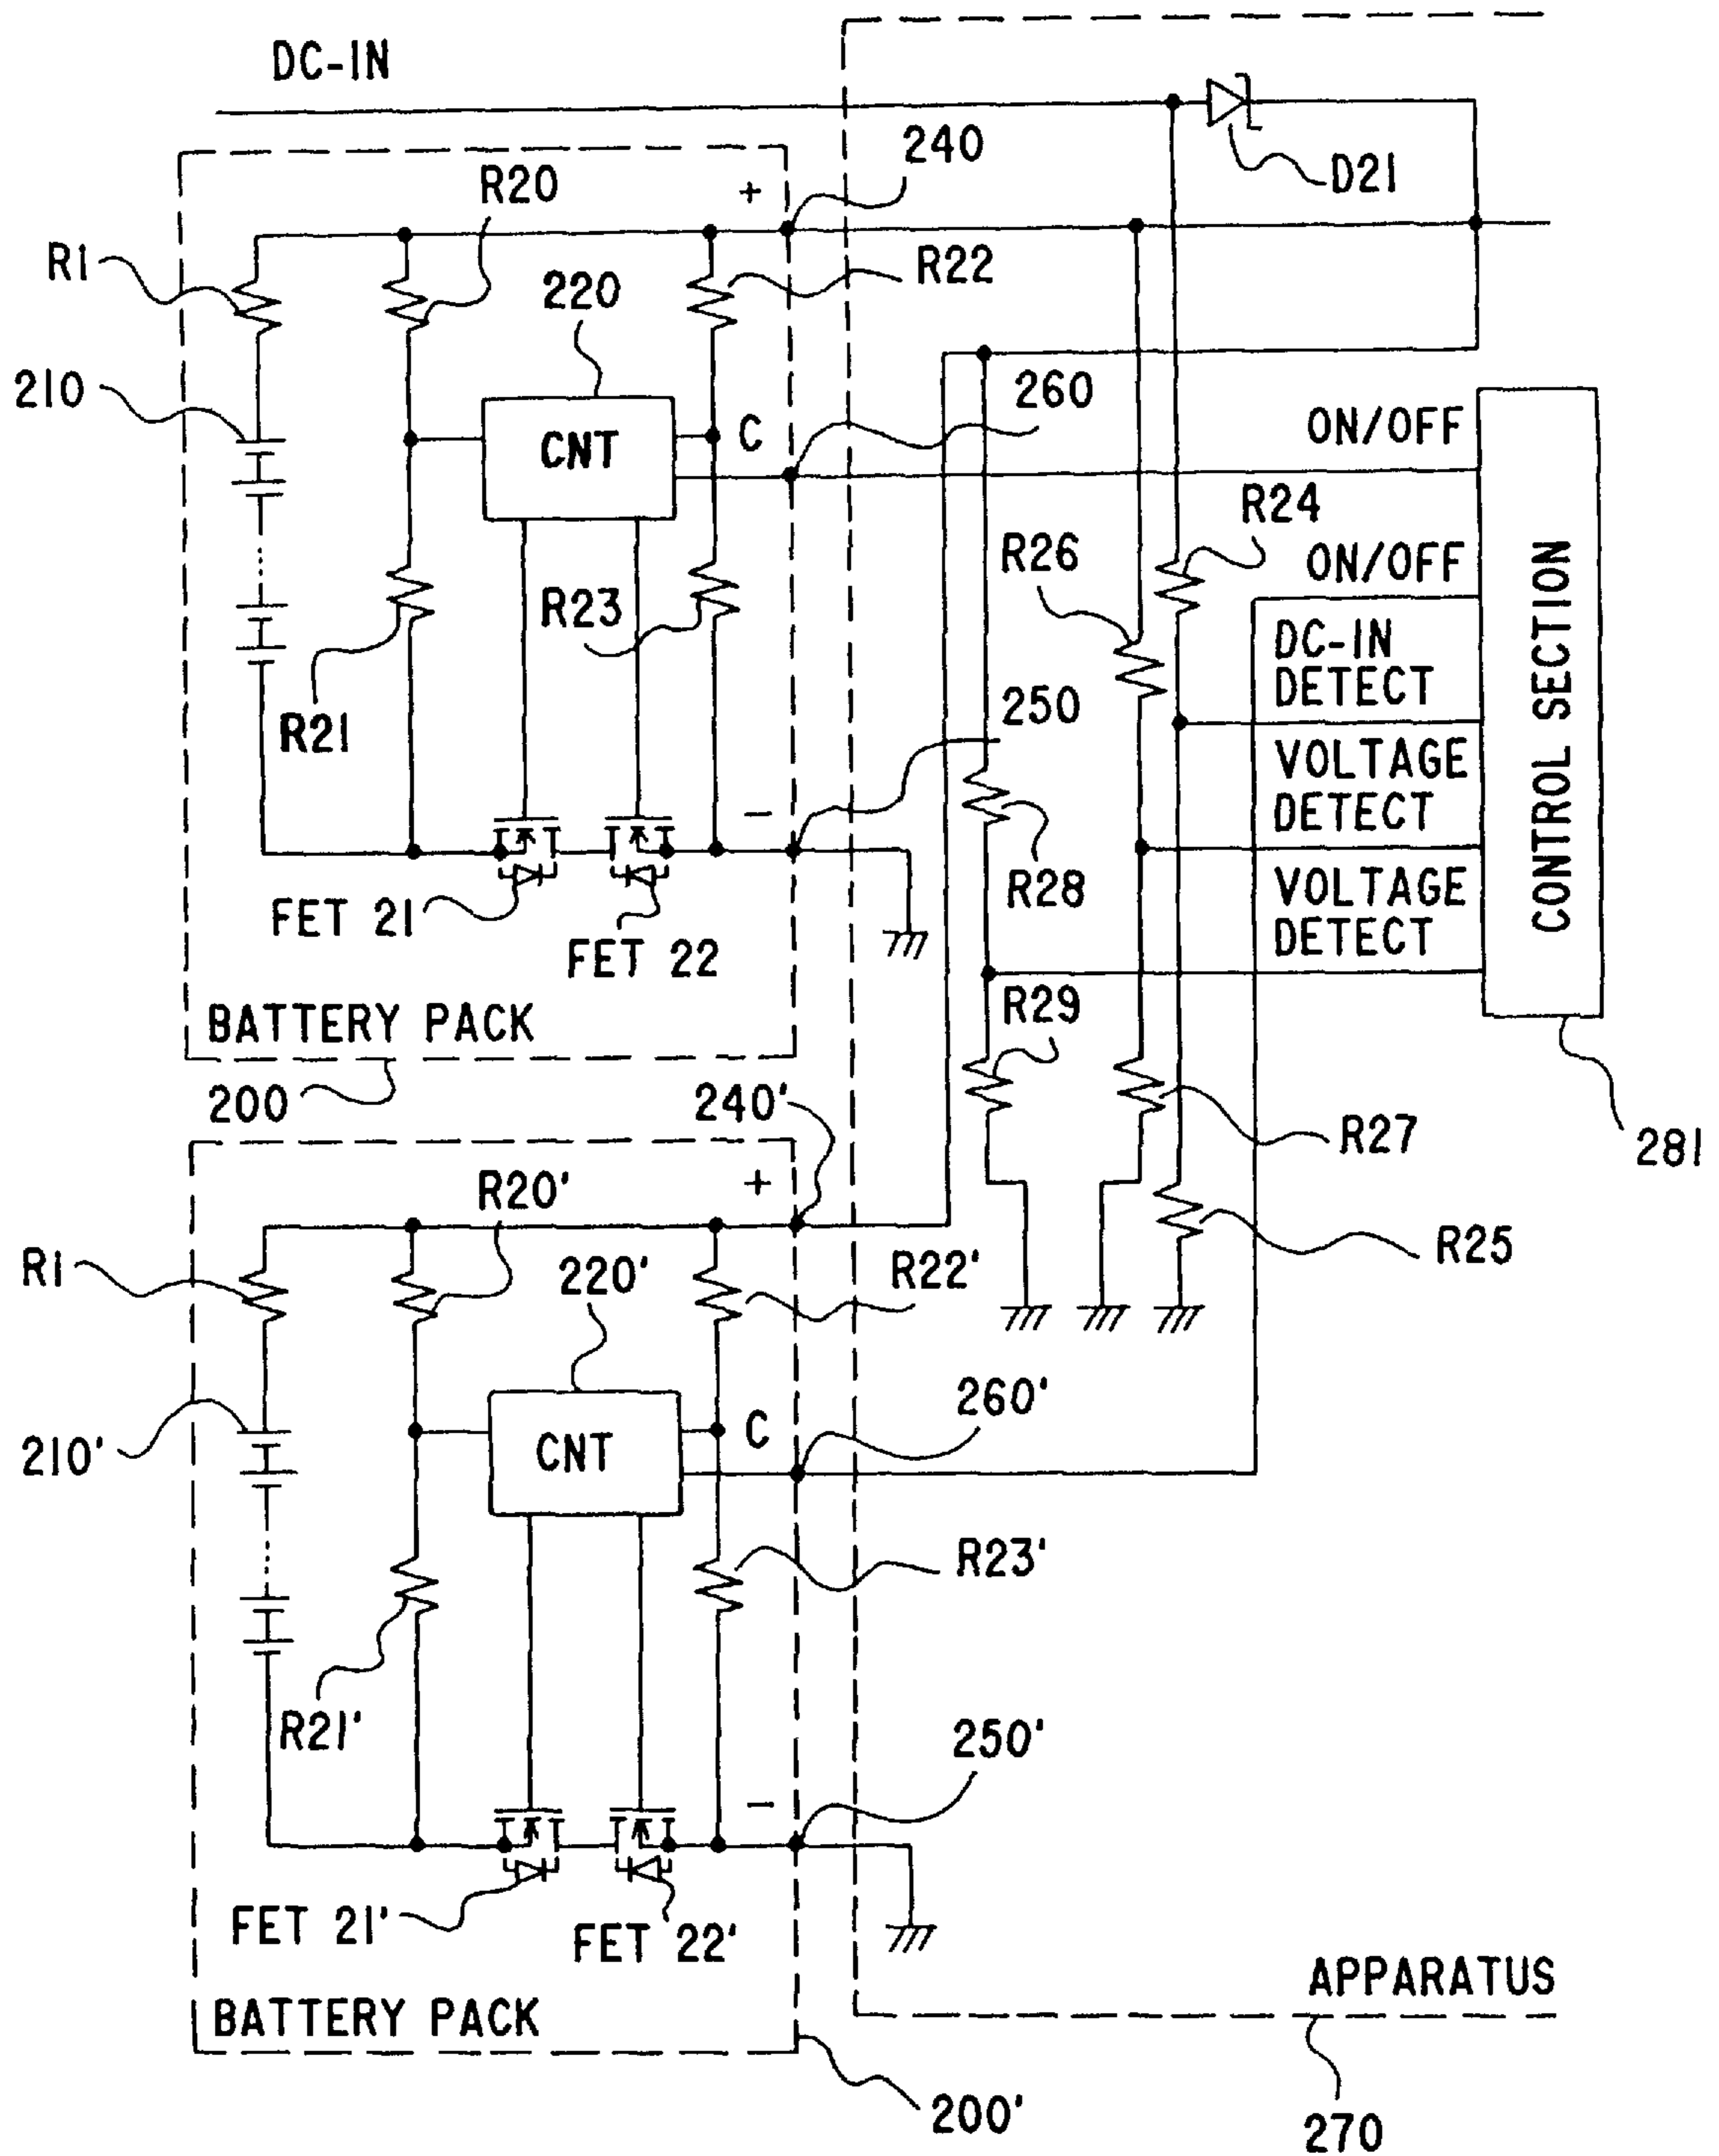 DC-IN
240
D21
R20
+
R1
R22
220
210
260
ON/OFF
C
CNT
R24
R26
ON/OFF
R23
DC-IN
DETECT
CONTROL SECTION
250
R21
VOLTAGE
DETECT
−
R28
VOLTAGE
DETECT
FET 21
FET 22
R29
BATTERY PACK
200
240'
R27
281
+
R20'
R1
220'
R22'
R25
260'
C
210'
CNT
R23'
R21'
250'
−
FET 21'
FET 22'
APPARATUS
BATTERY PACK
200'
270